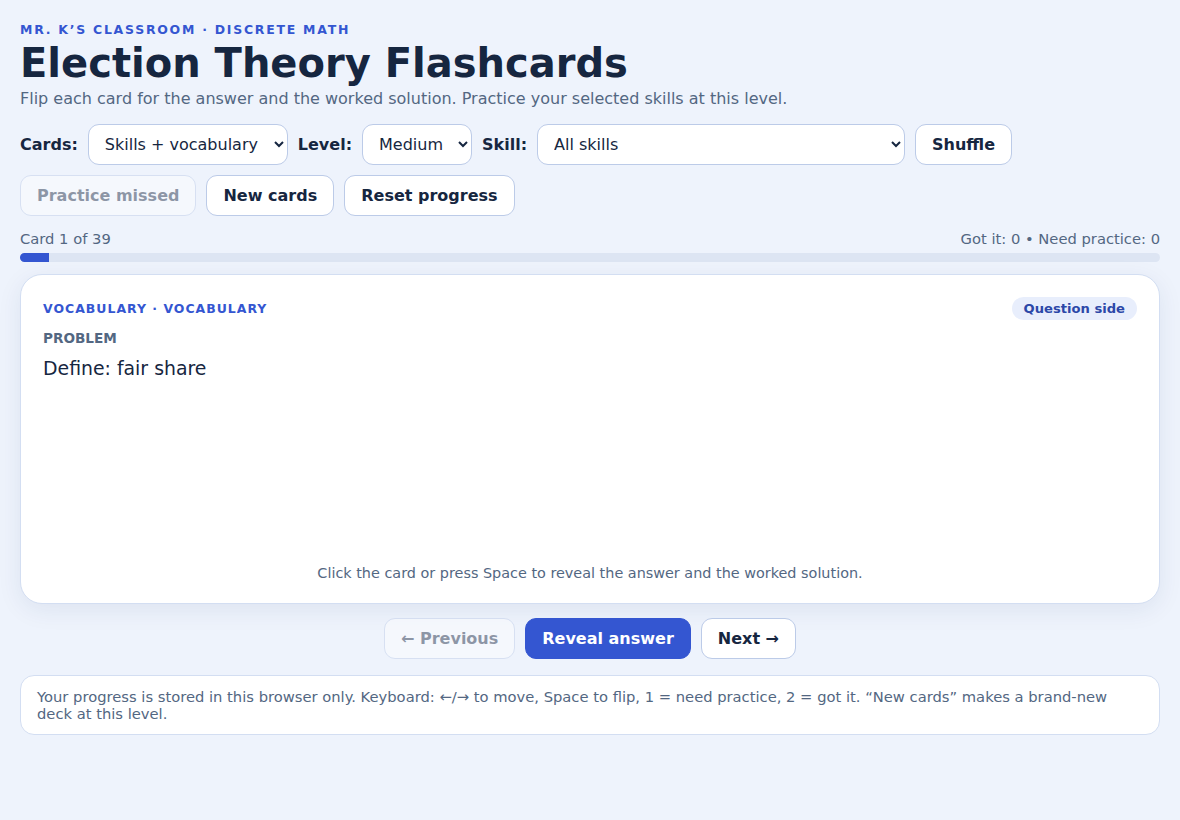 MR. K’S CLASSROOM · DISCRETE MATH
Election Theory Flashcards
Flip each card for the answer and the worked solution. Practice your selected skills at this level.
Cards: Skills + vocabulary Level: Medium Skill: All skills Shuffle
Practice missed New cards Reset progress
Card 1 of 39 Got it: 0 • Need practice: 0
VOCABULARY · VOCABULARY Question side
PROBLEM
Define: fair share
Click the card or press Space to reveal the answer and the worked solution.
← Previous Reveal answer Next →
Your progress is stored in this browser only. Keyboard: ←/→ to move, Space to flip, 1 = need practice, 2 = got it. “New cards” makes a brand-new
deck at this level.